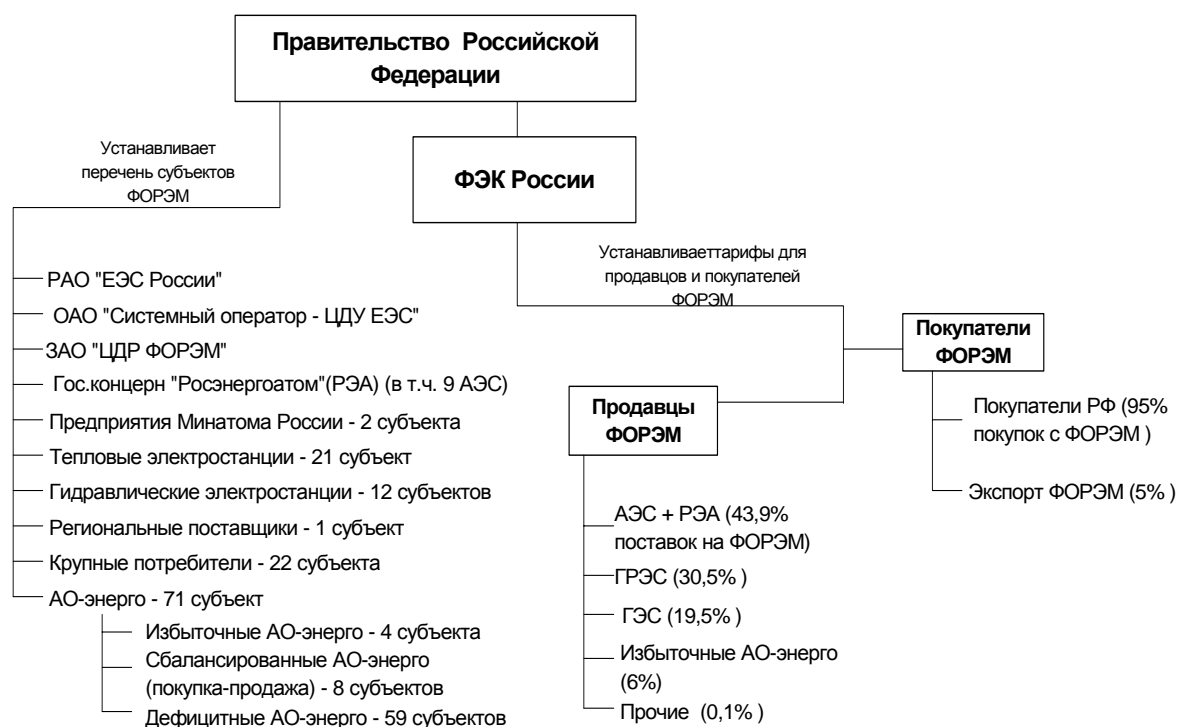 Правительство Российской
Федерации
Устанавливает
перечень субъектов
ФОРЭМ
ФЭК России
Устанавливаеттарифы для
продавцов и покупателей
ФОРЭМ
РАО "ЕЭС России"
ОАО "Системный оператор - ЦДУ ЕЭС"
ЗАО "ЦДР ФОРЭМ"
Гос.концерн "Росэнергоатом"(РЭА) (в т.ч. 9 АЭС)
Предприятия Минатома России - 2 субъекта
Тепловые электростанции - 21 субъект
Гидравлические электростанции - 12 субъектов
Региональные поставщики - 1 субъект
Крупные потребители - 22 субъекта
АО-энерго - 71 субъект
Избыточные АО-энерго - 4 субъекта
Сбалансированные АО-энерго
(покупка-продажа) - 8 субъектов
Дефицитные АО-энерго - 59 субъектов
Продавцы
ФОРЭМ
АЭС + РЭА (43,9%
поставок на ФОРЭМ)
ГРЭС (30,5% )
ГЭС (19,5% )
Избыточные АО-энерго
(6%)
Прочие (0,1% )
Покупатели
ФОРЭМ
Покупатели РФ (95%
покупок с ФОРЭМ )
Экспорт ФОРЭМ (5% )